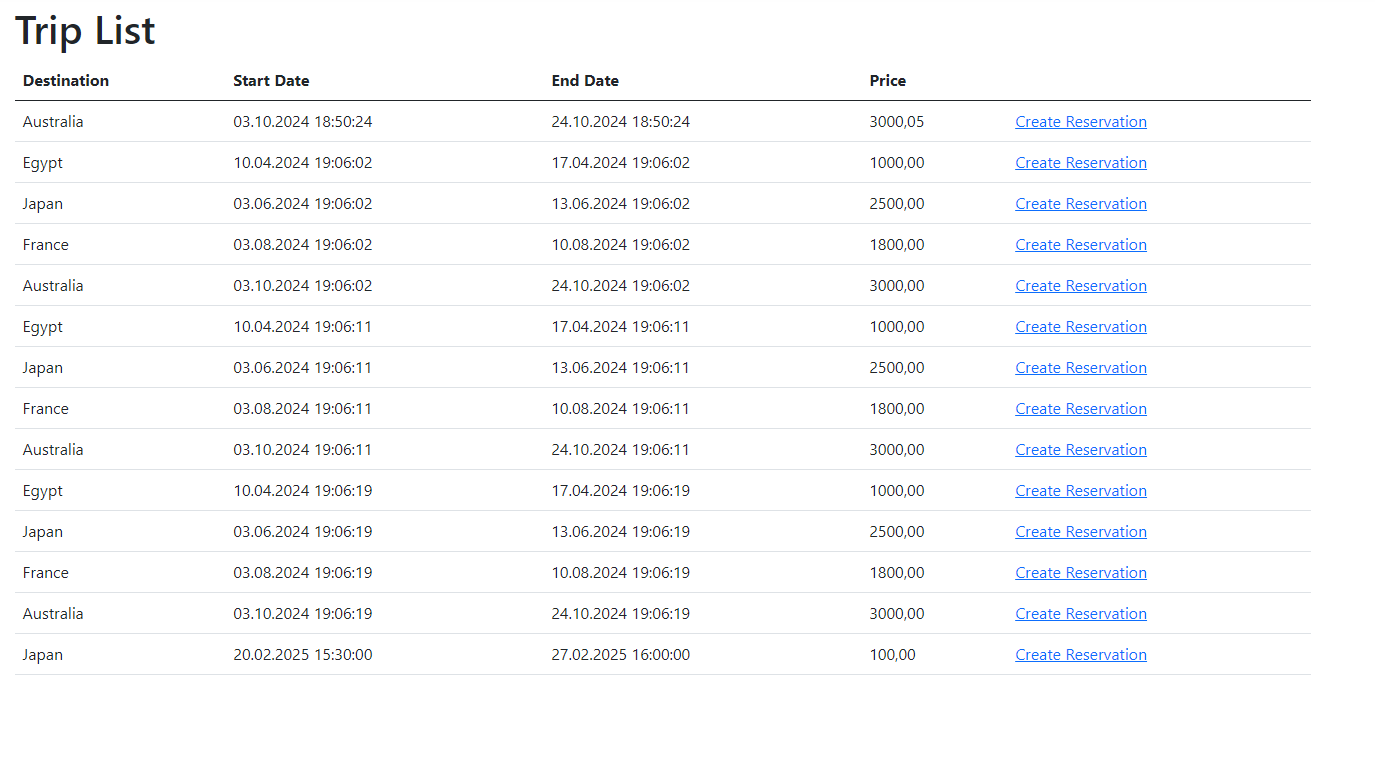 Trip List
Destination Start Date End Date Price
Australia 03.10.2024 18:50:24 24.10.2024 18:50:24 3000,05 Create Reservation
Egypt 10.04.2024 19:06:02 17.04.2024 19:06:02 1000,00 Create Reservation
Japan 03.06.2024 19:06:02 13.06.2024 19:06:02 2500,00 Create Reservation
France 03.08.2024 19:06:02 10.08.2024 19:06:02 1800,00 Create Reservation
Australia 03.10.2024 19:06:02 24.10.2024 19:06:02 3000,00 Create Reservation
Egypt 10.04.2024 19:06:11 17.04.2024 19:06:11 1000,00 Create Reservation
Japan 03.06.2024 19:06:11 13.06.2024 19:06:11 2500,00 Create Reservation
France 03.08.2024 19:06:11 10.08.2024 19:06:11 1800,00 Create Reservation
Australia 03.10.2024 19:06:11 24.10.2024 19:06:11 3000,00 Create Reservation
Egypt 10.04.2024 19:06:19 17.04.2024 19:06:19 1000,00 Create Reservation
Japan 03.06.2024 19:06:19 13.06.2024 19:06:19 2500,00 Create Reservation
France 03.08.2024 19:06:19 10.08.2024 19:06:19 1800,00 Create Reservation
Australia 03.10.2024 19:06:19 24.10.2024 19:06:19 3000,00 Create Reservation
Japan 20.02.2025 15:30:00 27.02.2025 16:00:00 100,00 Create Reservation